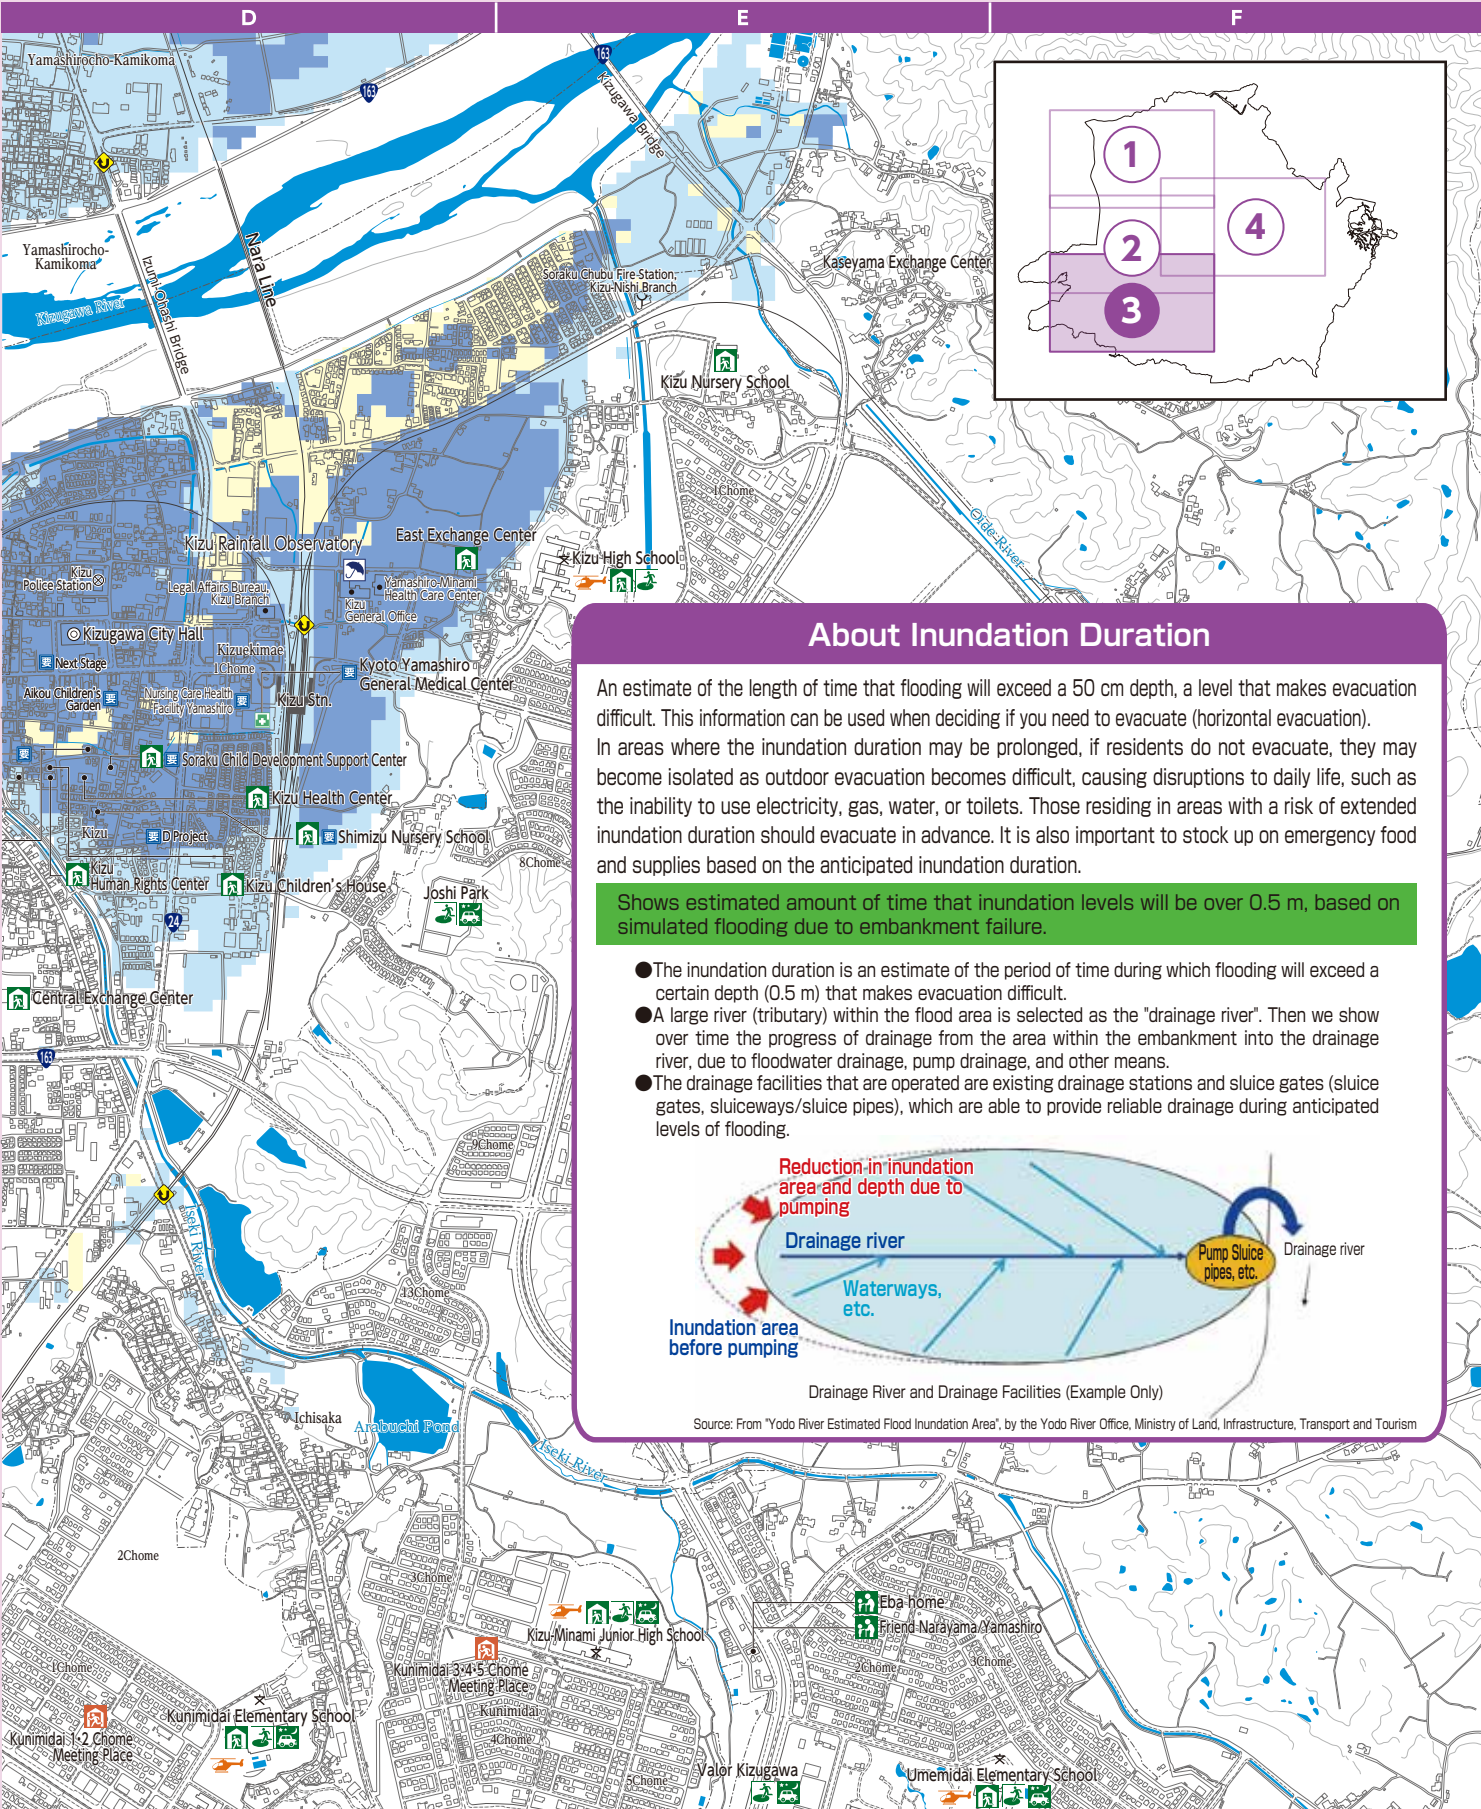 D
E
F
Yamashirocho-Kamikoma
163
163
Kizugawa Bridge
Yamashirocho-
Kamikoma
Izumi-Ohashi Bridge
Nara Line
Kizugawa River
Soraku Chubu Fire Station,
Kizu-Nishi Branch
Kaseyama Exchange Center
1
2
3
4
Kizu Nursery School
1Chome
Oide River
Kizu Rainfall Observatory
East Exchange Center
Kizu High School
Kizu
Police Station
Legal Affairs Bureau,
Kizu Branch
Yamashiro-Minami
Health Care Center
Kizu
General Office
Kizugawa City Hall
Kizuekimae
1Chome
要 Next Stage
要 Kyoto Yamashiro
General Medical Center
Aikou Children's
Garden 要
Nursing Care Health
Facility Yamashiro 要
Kizu Stn.
要
要 Soraku Child Development Support Center
Kizu Health Center
Kizu
要 D Project
要 Shimizu Nursery School
8Chome
Kizu
Human Rights Center
Kizu Children's House
Joshi Park
24
Central Exchange Center
163
9Chome
Iseki River
13Chome
Ichisaka
Arabuchi Pond
Iseki River
2Chome
3Chome
Kizu-Minami Junior High School
Eba home
Friend Narayama/Yamashiro
1Chome
Kunimidai 3•4•5 Chome
Meeting Place
2Chome
3Chome
Kunimidai 1•2 Chome
Meeting Place
Kunimidai Elementary School
Kunimidai
4Chome
5Chome
Valor Kizugawa
Umemidai Elementary School
About Inundation Duration
An estimate of the length of time that flooding will exceed a 50 cm depth, a level that makes evacuation
difficult. This information can be used when deciding if you need to evacuate (horizontal evacuation).
In areas where the inundation duration may be prolonged, if residents do not evacuate, they may
become isolated as outdoor evacuation becomes difficult, causing disruptions to daily life, such as
the inability to use electricity, gas, water, or toilets. Those residing in areas with a risk of extended
inundation duration should evacuate in advance. It is also important to stock up on emergency food
and supplies based on the anticipated inundation duration.
Shows estimated amount of time that inundation levels will be over 0.5 m, based on
simulated flooding due to embankment failure.
●The inundation duration is an estimate of the period of time during which flooding will exceed a
certain depth (0.5 m) that makes evacuation difficult.
●A large river (tributary) within the flood area is selected as the "drainage river". Then we show
over time the progress of drainage from the area within the embankment into the drainage
river, due to floodwater drainage, pump drainage, and other means.
●The drainage facilities that are operated are existing drainage stations and sluice gates (sluice
gates, sluiceways/sluice pipes), which are able to provide reliable drainage during anticipated
levels of flooding.
Reduction in inundation
area and depth due to
pumping
Drainage river
Waterways,
etc.
Pump Sluice
pipes, etc.
Drainage river
Inundation area
before pumping
Drainage River and Drainage Facilities (Example Only)
Source: From "Yodo River Estimated Flood Inundation Area", by the Yodo River Office, Ministry of Land, Infrastructure, Transport and Tourism